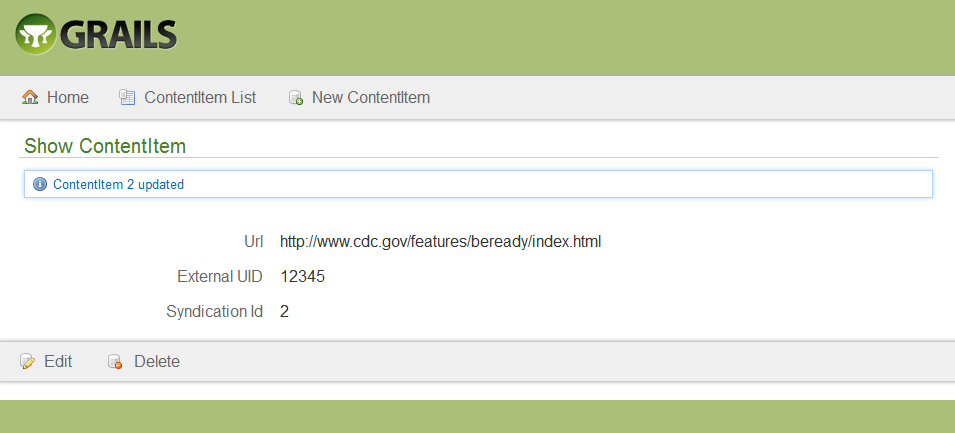 GRAILS
Home ContentItem List New ContentItem
Show ContentItem
ContentItem 2 updated
Url http://www.cdc.gov/features/beready/index.html
External UID 12345
Syndication Id 2
Edit Delete